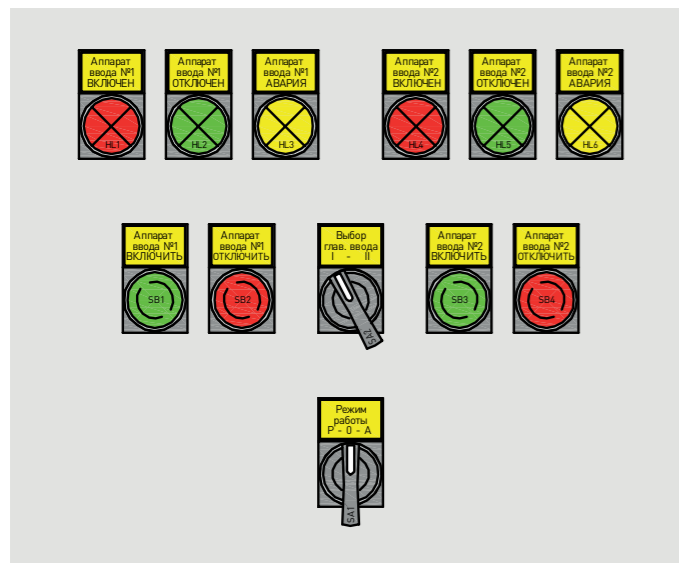 Аппарат
ввода №1
ВКЛЮЧЕН
Аппарат
ввода №1
ОТКЛЮЧЕН
Аппарат
ввода №1
АВАРИЯ
Аппарат
ввода №2
ВКЛЮЧЕН
Аппарат
ввода №2
ОТКЛЮЧЕН
Аппарат
ввода №2
АВАРИЯ
HL1
HL2
HL3
HL4
HL5
HL6
Аппарат
ввода №1
ВКЛЮЧИТЬ
Аппарат
ввода №1
ОТКЛЮЧИТЬ
Выбор
глав. ввода
I - II
Аппарат
ввода №2
ВКЛЮЧИТЬ
Аппарат
ввода №2
ОТКЛЮЧИТЬ
SB1
SB2
SA2
SB3
SB4
Режим
работы
Р - 0 - А
SA1